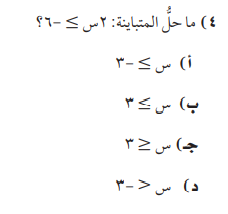 ٤) ما حلُّ المتباينة: ٢س ≤ -٦؟
أ) س ≤ -٣
ب) س ≤ ٣
جـ) س ≥ ٣
د) س > -٣